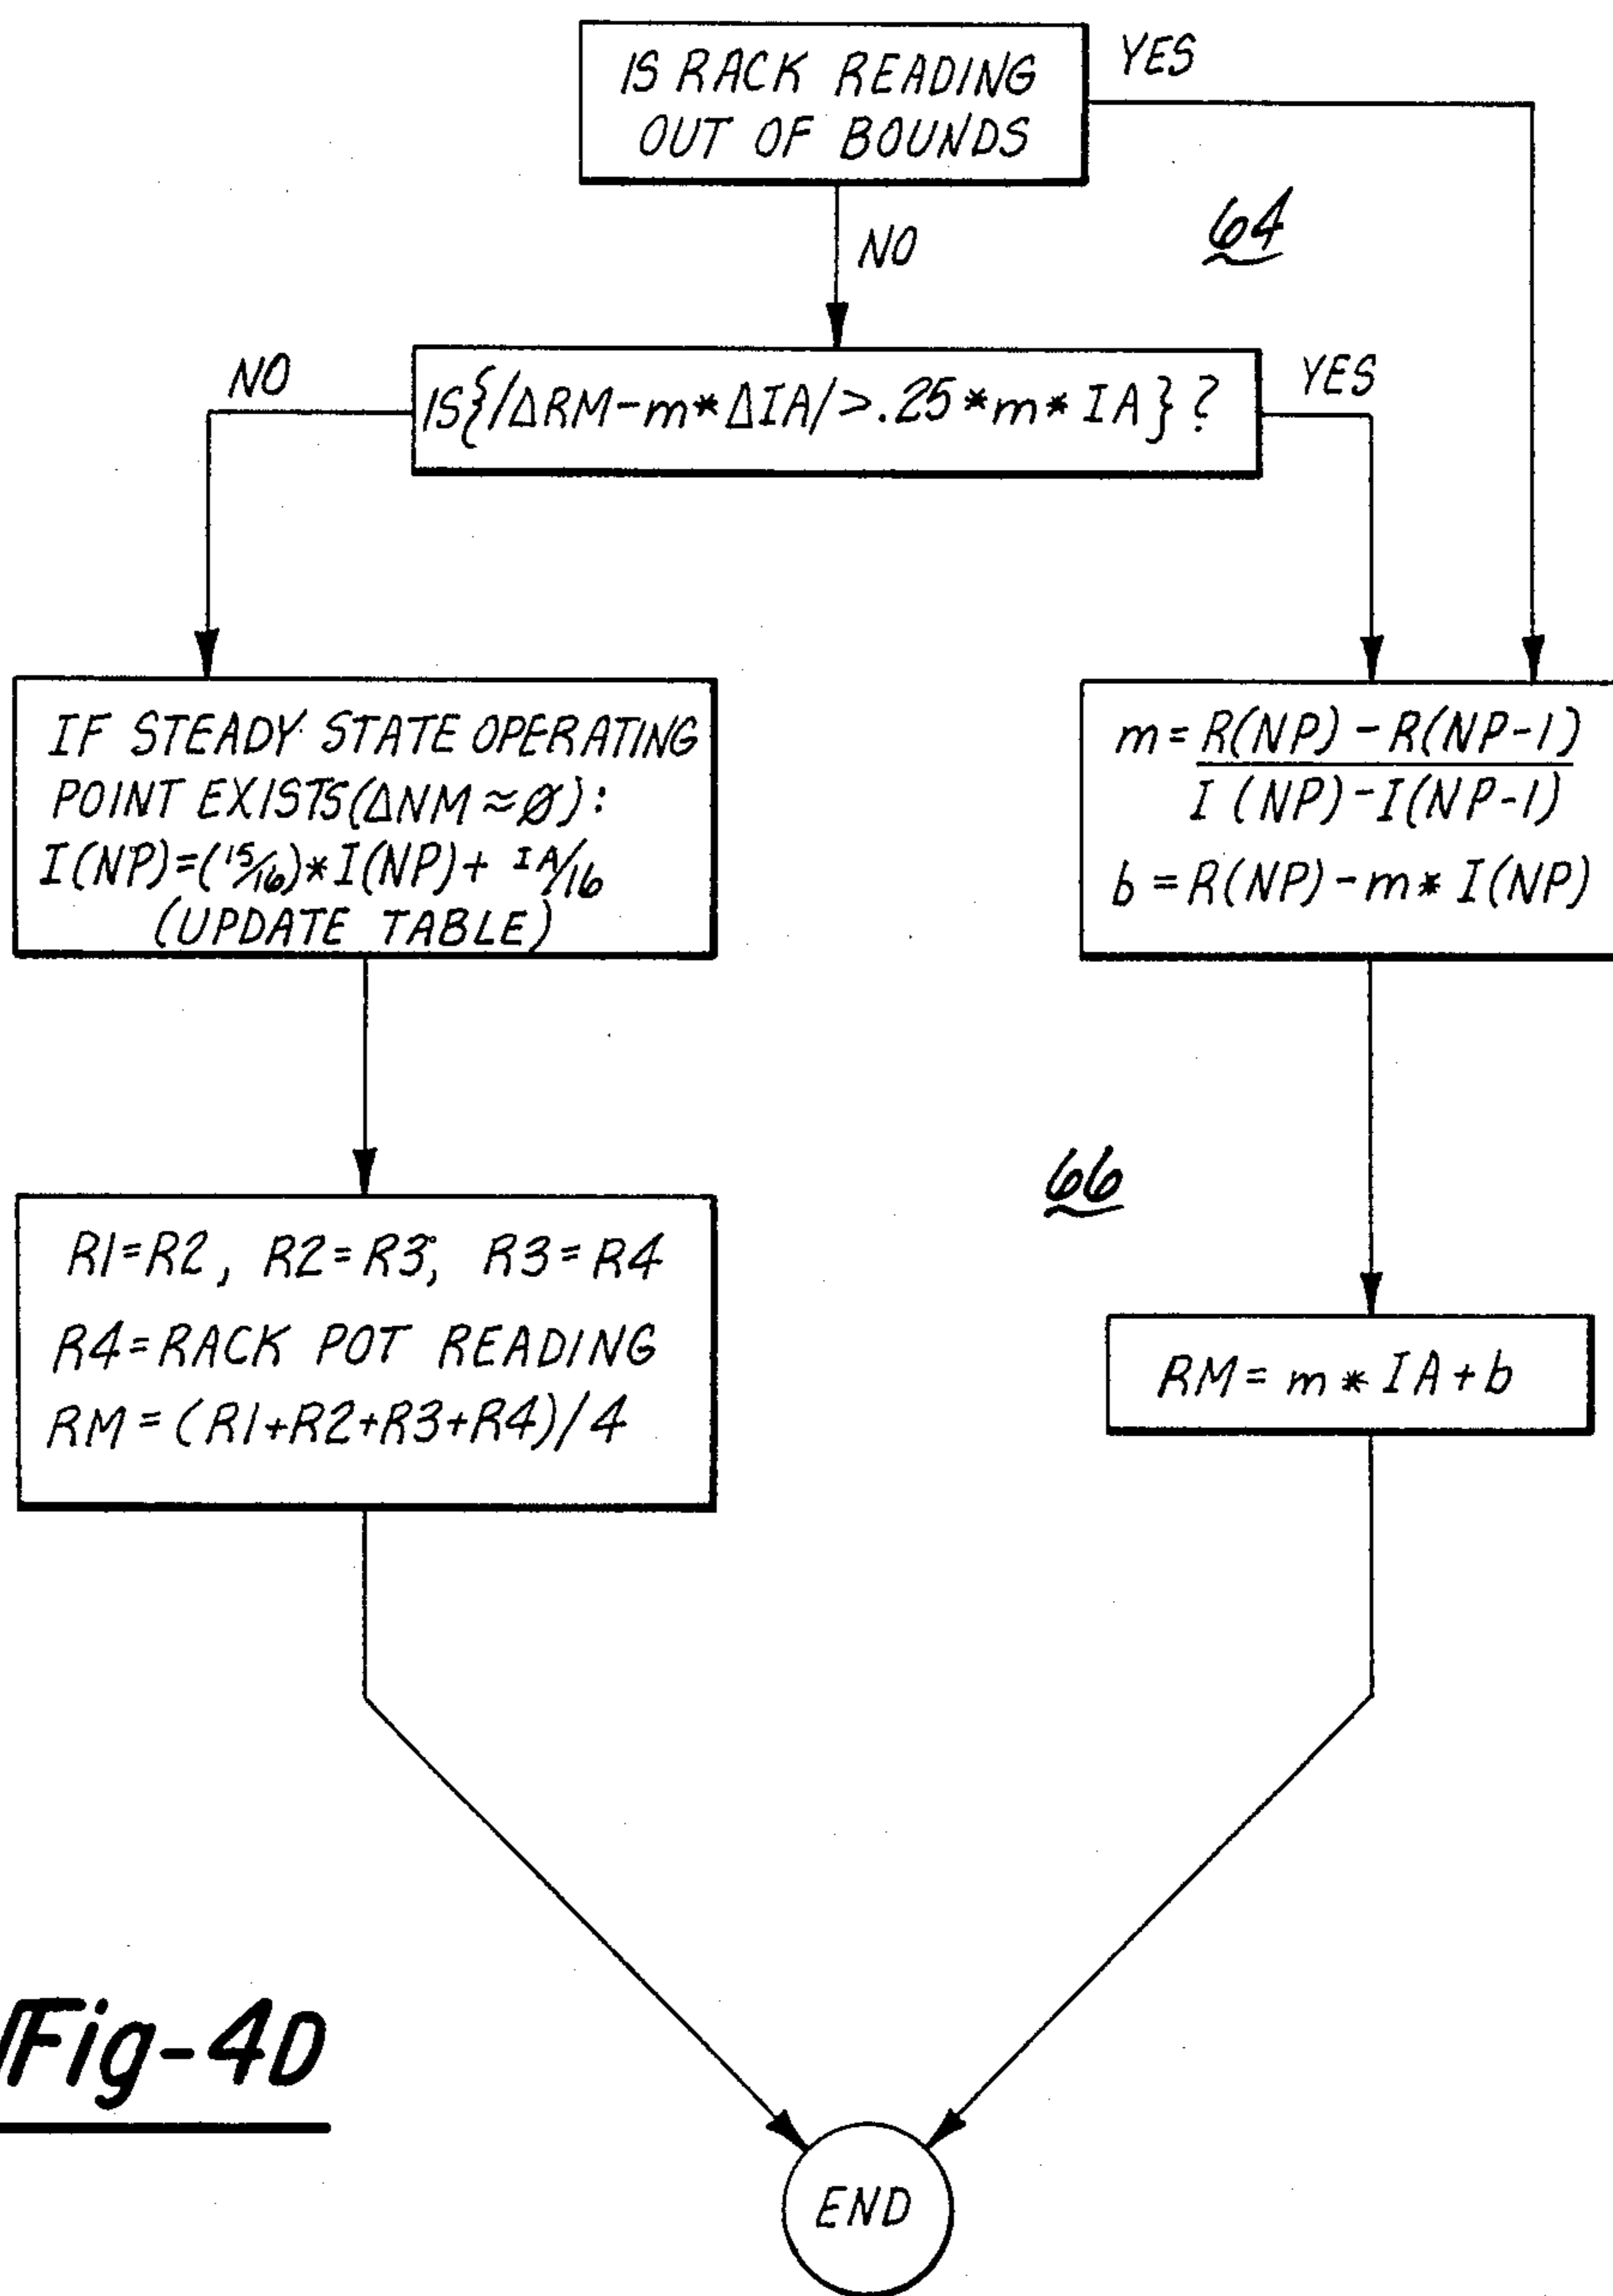 IS RACK READING
OUT OF BOUNDS
YES
NO
64
NO
IS{/ΔRM-m*ΔIA/>.25*m*IA}?
YES
IF STEADY STATE OPERATING
POINT EXISTS(ΔNM≈Ø):
I(NP)=(15/16)*I(NP)+ IA/16
(UPDATE TABLE)
m=R(NP)-R(NP-1)
I(NP)-I(NP-1)
b=R(NP)-m*I(NP)
66
R1=R2, R2=R3, R3=R4
R4=RACK POT READING
RM=(R1+R2+R3+R4)/4
RM=m*IA+b
Fig-4D
END